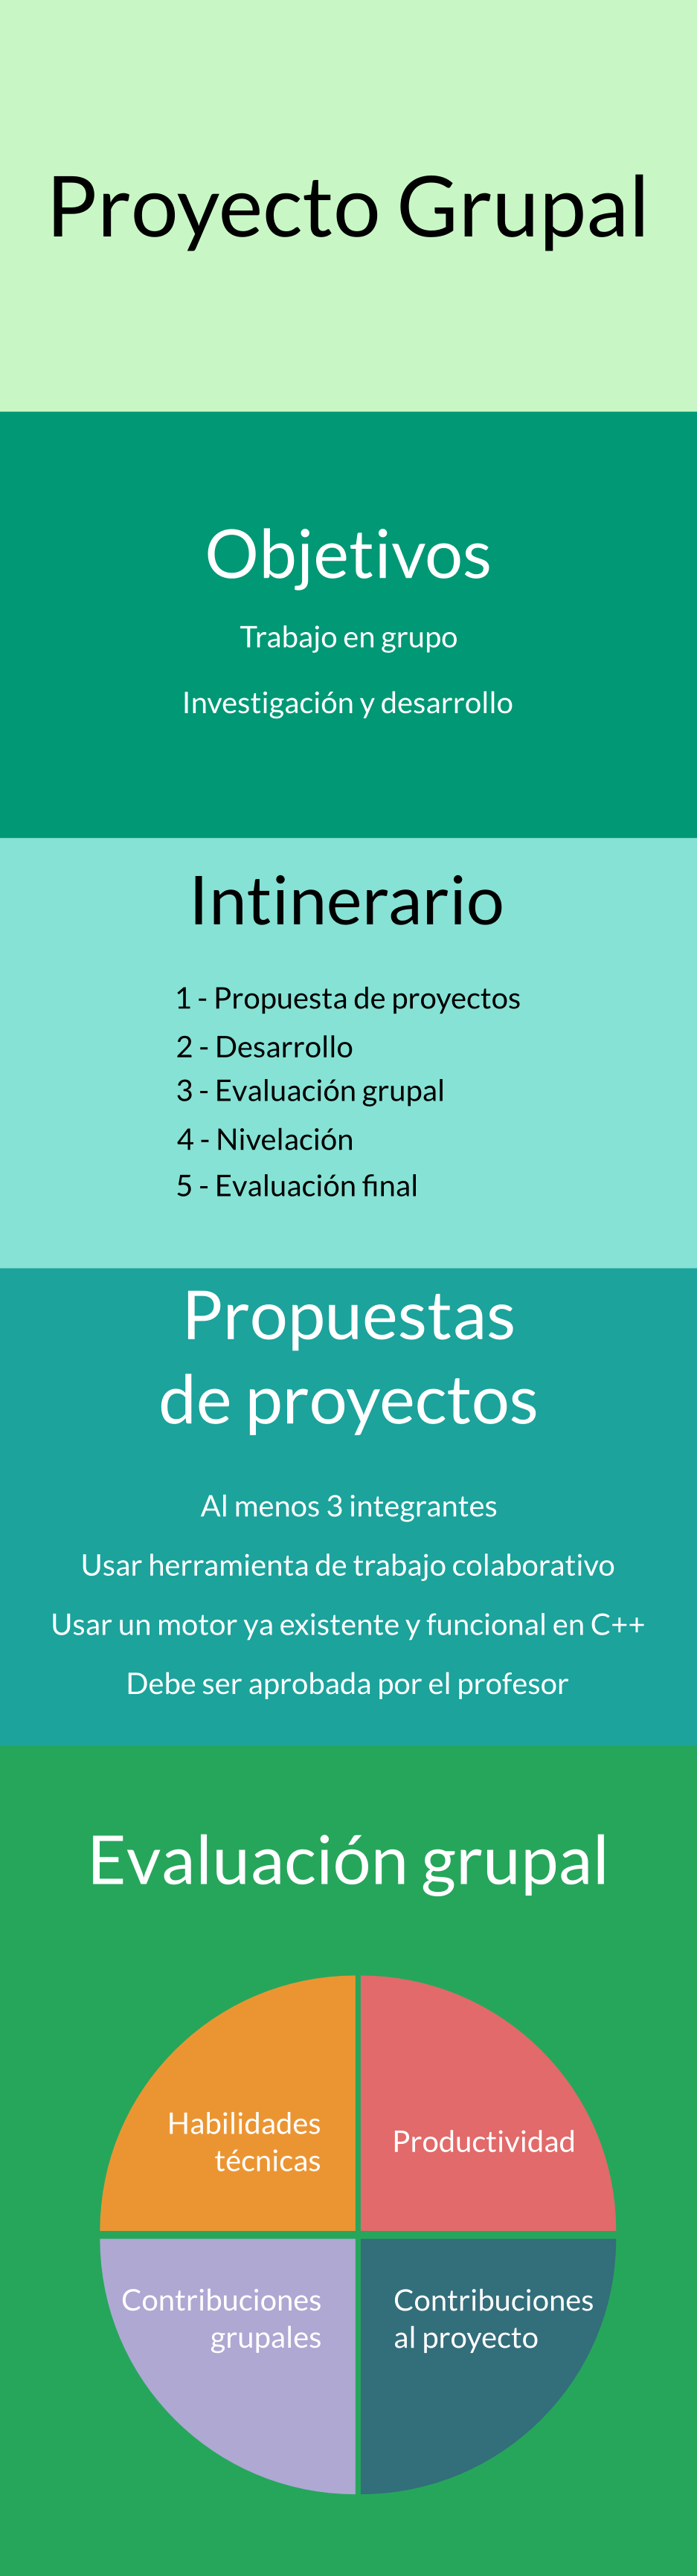 Proyecto Grupal
Objetivos
Trabajo en grupo
Investigación y desarrollo
Intinerario
1 - Propuesta de proyectos
2 - Desarrollo
3 - Evaluación grupal
4 - Nivelación
5 - Evaluación final
Propuestas
de proyectos
Al menos 3 integrantes
Usar herramienta de trabajo colaborativo
Usar un motor ya existente y funcional en C++
Debe ser aprobada por el profesor
Evaluación grupal
Habilidades
técnicas
Productividad
Contribuciones
grupales
Contribuciones
al proyecto